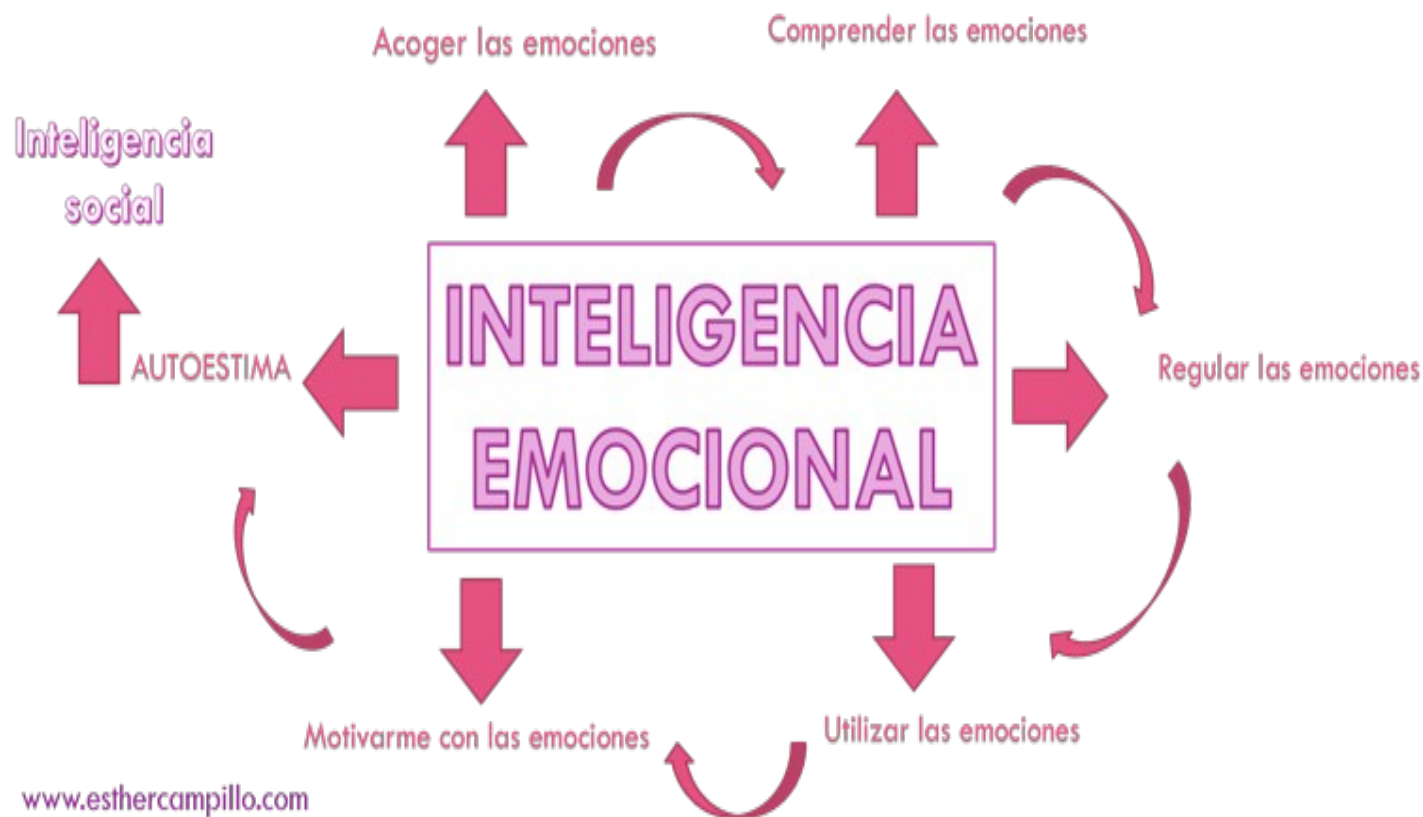 Acoger las emociones
Comprender las emociones
Inteligencia
social
INTELIGENCIA
EMOCIONAL
AUTOESTIMA
Regular las emociones
Motivarme con las emociones
Utilizar las emociones
www.esthercampillo.com